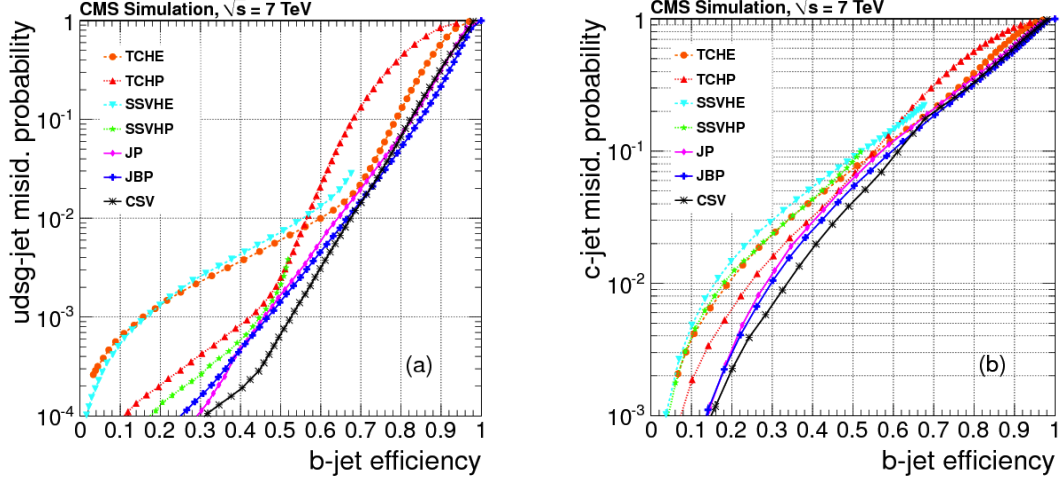 CMS Simulation, √s = 7 TeV
udsg-jet misid. probability
1
10⁻¹
10⁻²
10⁻³
10⁻⁴
TCHE
TCHP
SSVHE
SSVHP
JP
JBP
CSV
(a)
0 0.1 0.2 0.3 0.4 0.5 0.6 0.7 0.8 0.9 1
b-jet efficiency
CMS Simulation, √s = 7 TeV
c-jet misid. probability
1
10⁻¹
10⁻²
10⁻³
TCHE
TCHP
SSVHE
SSVHP
JP
JBP
CSV
(b)
0 0.1 0.2 0.3 0.4 0.5 0.6 0.7 0.8 0.9 1
b-jet efficiency